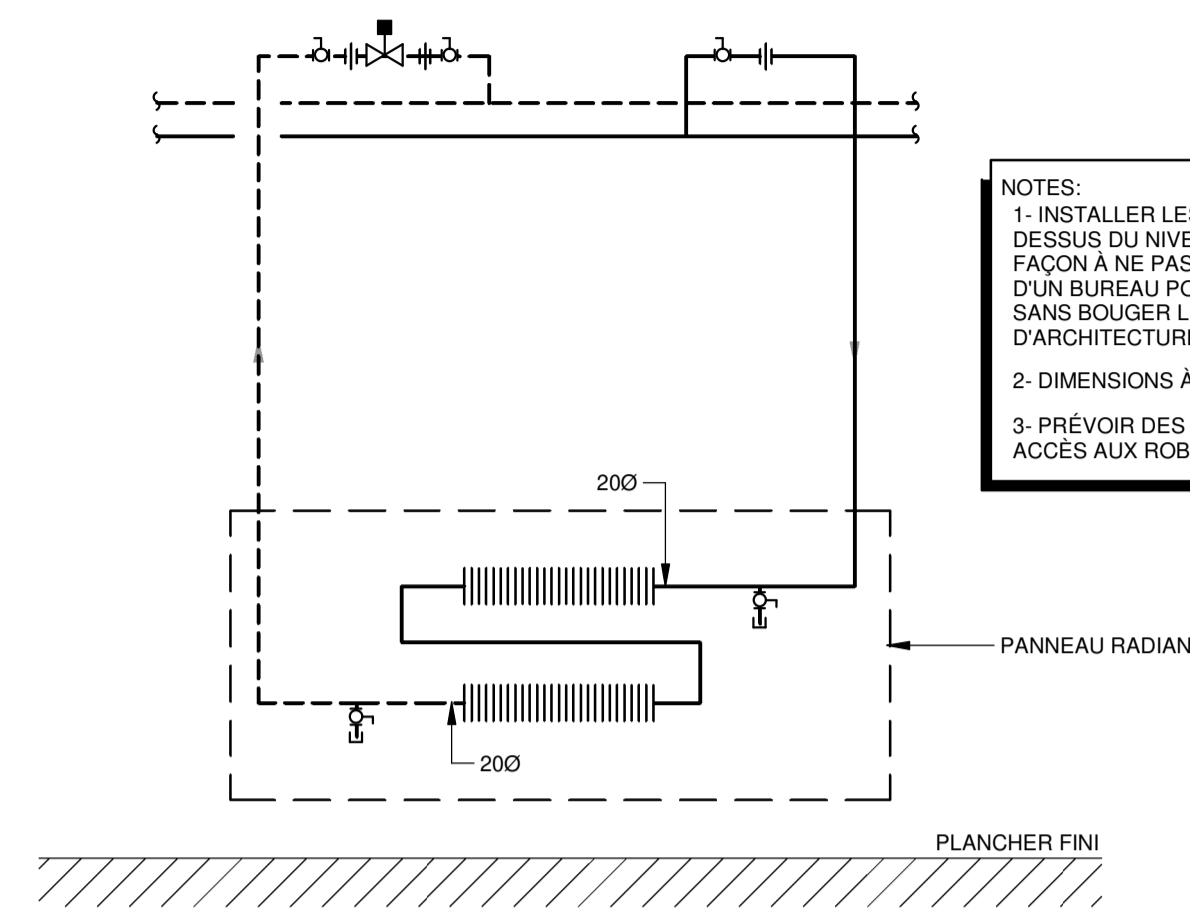 NOTES:
1- INSTALLER LES
DESSUS DU NIVE
FAÇON À NE PAS
D'UN BUREAU PO
SANS BOUGER L
D'ARCHITECTUR
2- DIMENSIONS À
3- PRÉVOIR DES
ACCÈS AUX ROB
20Ø
PANNEAU RADIAN
20Ø
PLANCHER FINI